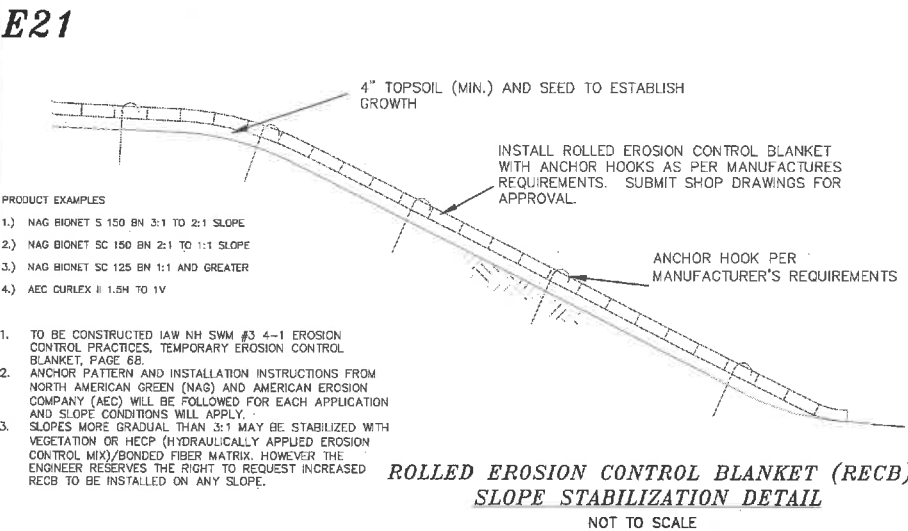 E21
4" TOPSOIL (MIN.) AND SEED TO ESTABLISH
GROWTH
INSTALL ROLLED EROSION CONTROL BLANKET
WITH ANCHOR HOOKS AS PER MANUFACTURES
REQUIREMENTS. SUBMIT SHOP DRAWINGS FOR
APPROVAL.
ANCHOR HOOK PER
MANUFACTURER'S REQUIREMENTS
PRODUCT EXAMPLES
1.) NAG BIONET S 150 BN 3:1 TO 2:1 SLOPE
2.) NAG BIONET SC 150 BN 2:1 TO 1:1 SLOPE
3.) NAG BIONET SC 125 BN 1:1 AND GREATER
4.) AEC CURLEX II 1.5H TO 1V
1. TO BE CONSTRUCTED IAW NH SWM #3 4-1 EROSION
CONTROL PRACTICES, TEMPORARY EROSION CONTROL
BLANKET, PAGE 68.
2. ANCHOR PATTERN AND INSTALLATION INSTRUCTIONS FROM
NORTH AMERICAN GREEN (NAG) AND AMERICAN EROSION
COMPANY (AEC) WILL BE FOLLOWED FOR EACH APPLICATION
AND SLOPE CONDITIONS WILL APPLY.
3. SLOPES MORE GRADUAL THAN 3:1 MAY BE STABILIZED WITH
VEGETATION OR HECP (HYDRAULICALLY APPLIED EROSION
CONTROL MIX)/BONDED FIBER MATRIX. HOWEVER THE
ENGINEER RESERVES THE RIGHT TO REQUEST INCREASED
RECB TO BE INSTALLED ON ANY SLOPE.
ROLLED EROSION CONTROL BLANKET (RECB)
SLOPE STABILIZATION DETAIL
NOT TO SCALE